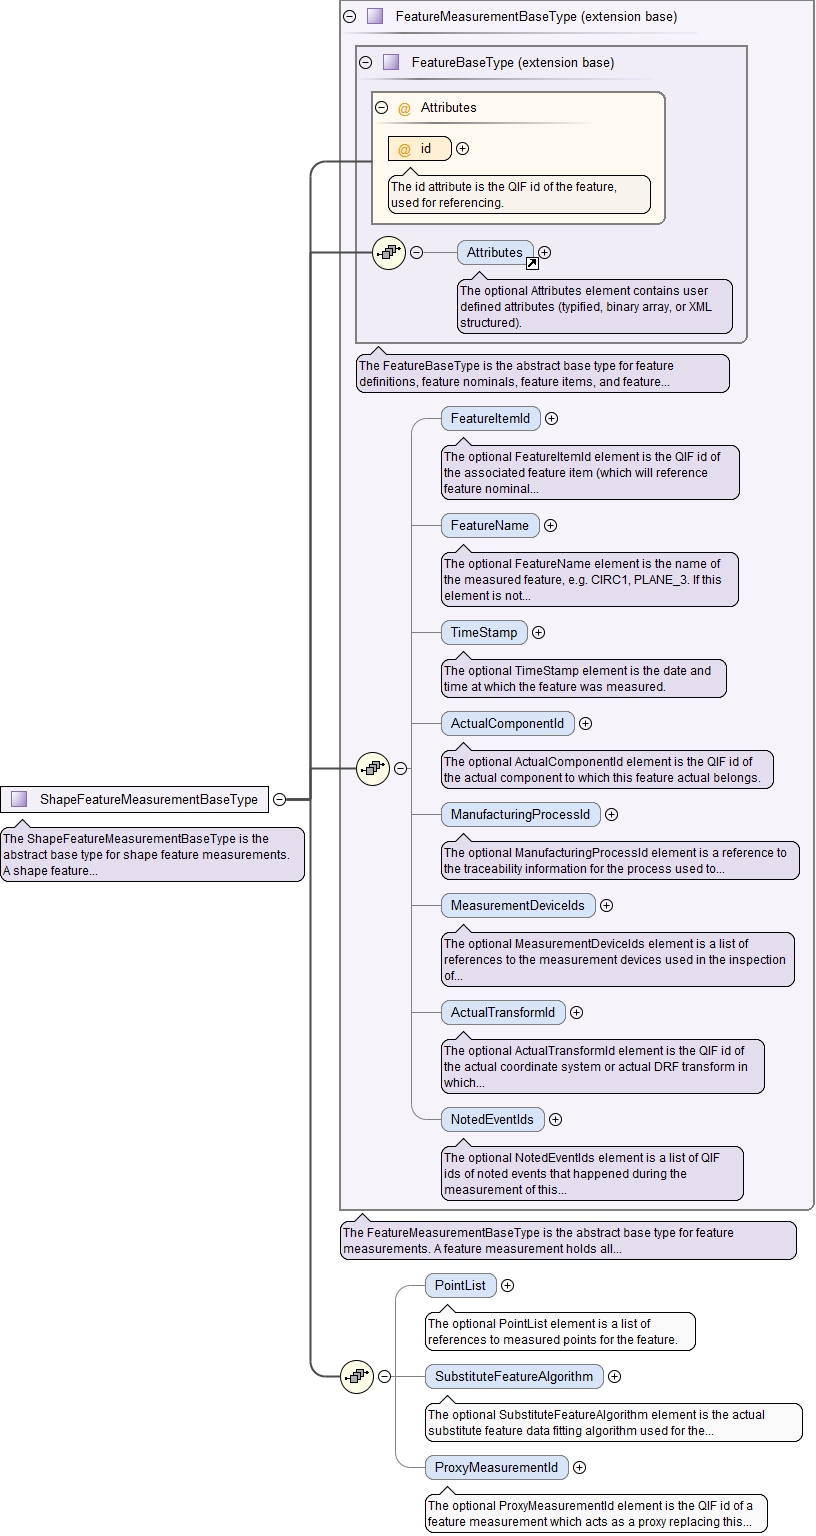 FeatureMeasurementBaseType (extension base)
FeatureBaseType (extension base)
@ Attributes
@ id
The id attribute is the QIF id of the feature,
used for referencing.
Attributes
The optional Attributes element contains user
defined attributes (typified, binary array, or XML
structured).
The FeatureBaseType is the abstract base type for feature
definitions, feature nominals, feature items, and feature...
FeatureItemId
The optional FeatureItemId element is the QIF id of
the associated feature item (which will reference
feature nominal...
FeatureName
The optional FeatureName element is the name of
the measured feature, e.g. CIRC1, PLANE_3. If this
element is not...
TimeStamp
The optional TimeStamp element is the date and
time at which the feature was measured.
ActualComponentId
The optional ActualComponentId element is the QIF id of
the actual component to which this feature actual belongs.
ManufacturingProcessId
The optional ManufacturingProcessId element is a reference to
the traceability information for the process used to...
MeasurementDeviceIds
The optional MeasurementDeviceIds element is a list of
references to the measurement devices used in the inspection
of...
ActualTransformId
The optional ActualTransformId element is the QIF id of
the actual coordinate system or actual DRF transform in
which...
NotedEventIds
The optional NotedEventIds element is a list of QIF
ids of noted events that happened during the
measurement of this...
The FeatureMeasurementBaseType is the abstract base type for feature
measurements. A feature measurement holds all...
ShapeFeatureMeasurementBaseType
The ShapeFeatureMeasurementBaseType is the
abstract base type for shape feature measurements.
A shape feature...
PointList
The optional PointList element is a list of
references to measured points for the feature.
SubstituteFeatureAlgorithm
The optional SubstituteFeatureAlgorithm element is the actual
substitute feature data fitting algorithm used for the...
ProxyMeasurementId
The optional ProxyMeasurementId element is the QIF id of a
feature measurement which acts as a proxy replacing this...